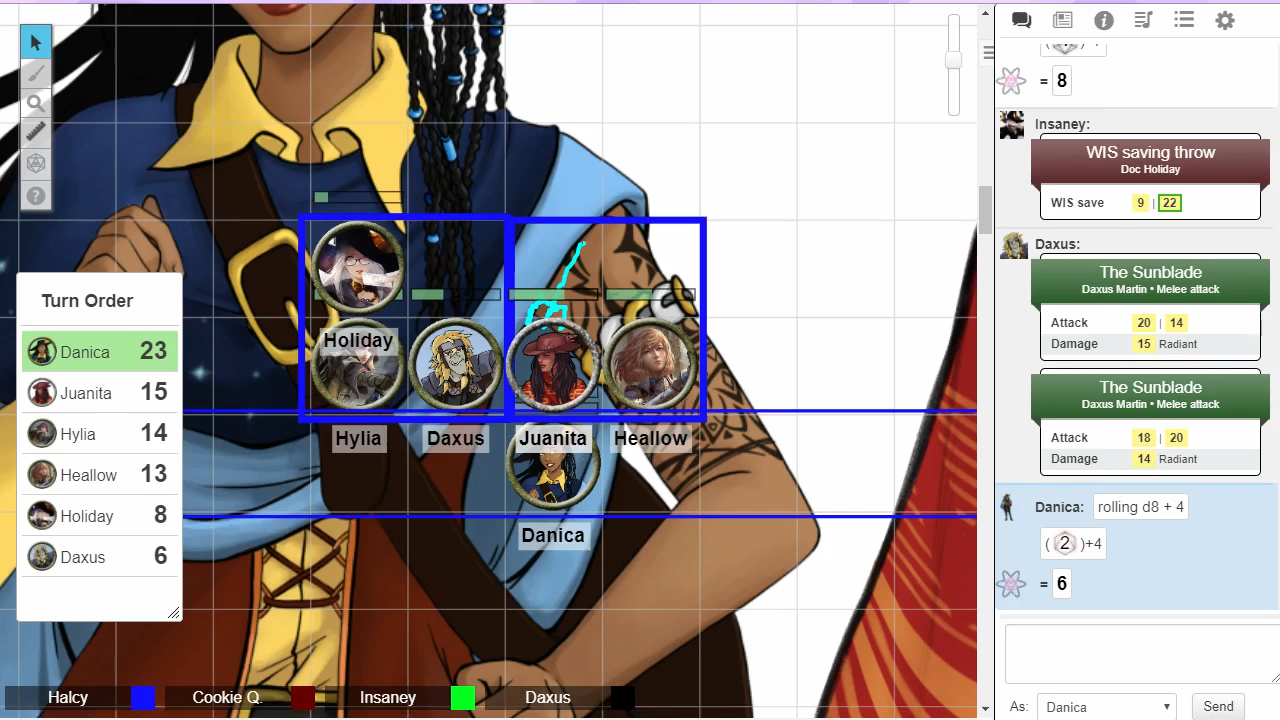 Turn Order
Danica 23
Juanita 15
Hylia 14
Heallow 13
Holiday 8
Daxus 6
Holiday
Hylia
Daxus
Juanita
Heallow
Danica
Halcy
Cookie Q.
Insaney
Daxus
= 8
Insaney:
WIS saving throw
Doc Holiday
WIS save 9 | 22
Daxus:
The Sunblade
Daxus Martin • Melee attack
Attack 20 | 14
Damage 15 Radiant
The Sunblade
Daxus Martin • Melee attack
Attack 18 | 20
Damage 14 Radiant
Danica: rolling d8 + 4
(2)+4
= 6
As: Danica
Send